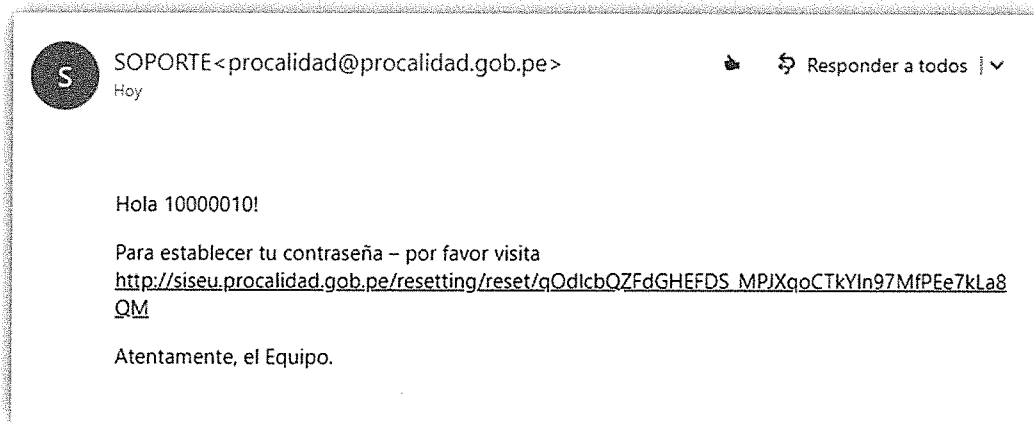 S
SOPORTE<procalidad@procalidad.gob.pe>
Responder a todos |
Hoy
Hola 10000010!
Para establecer tu contraseña – por favor visita
http://siseu.procalidad.gob.pe/resetting/reset/qOdIcbQZFdGHEFDS_MPJXqoCTkYIn97MfPEe7kLa8
QM
Atentamente, el Equipo.